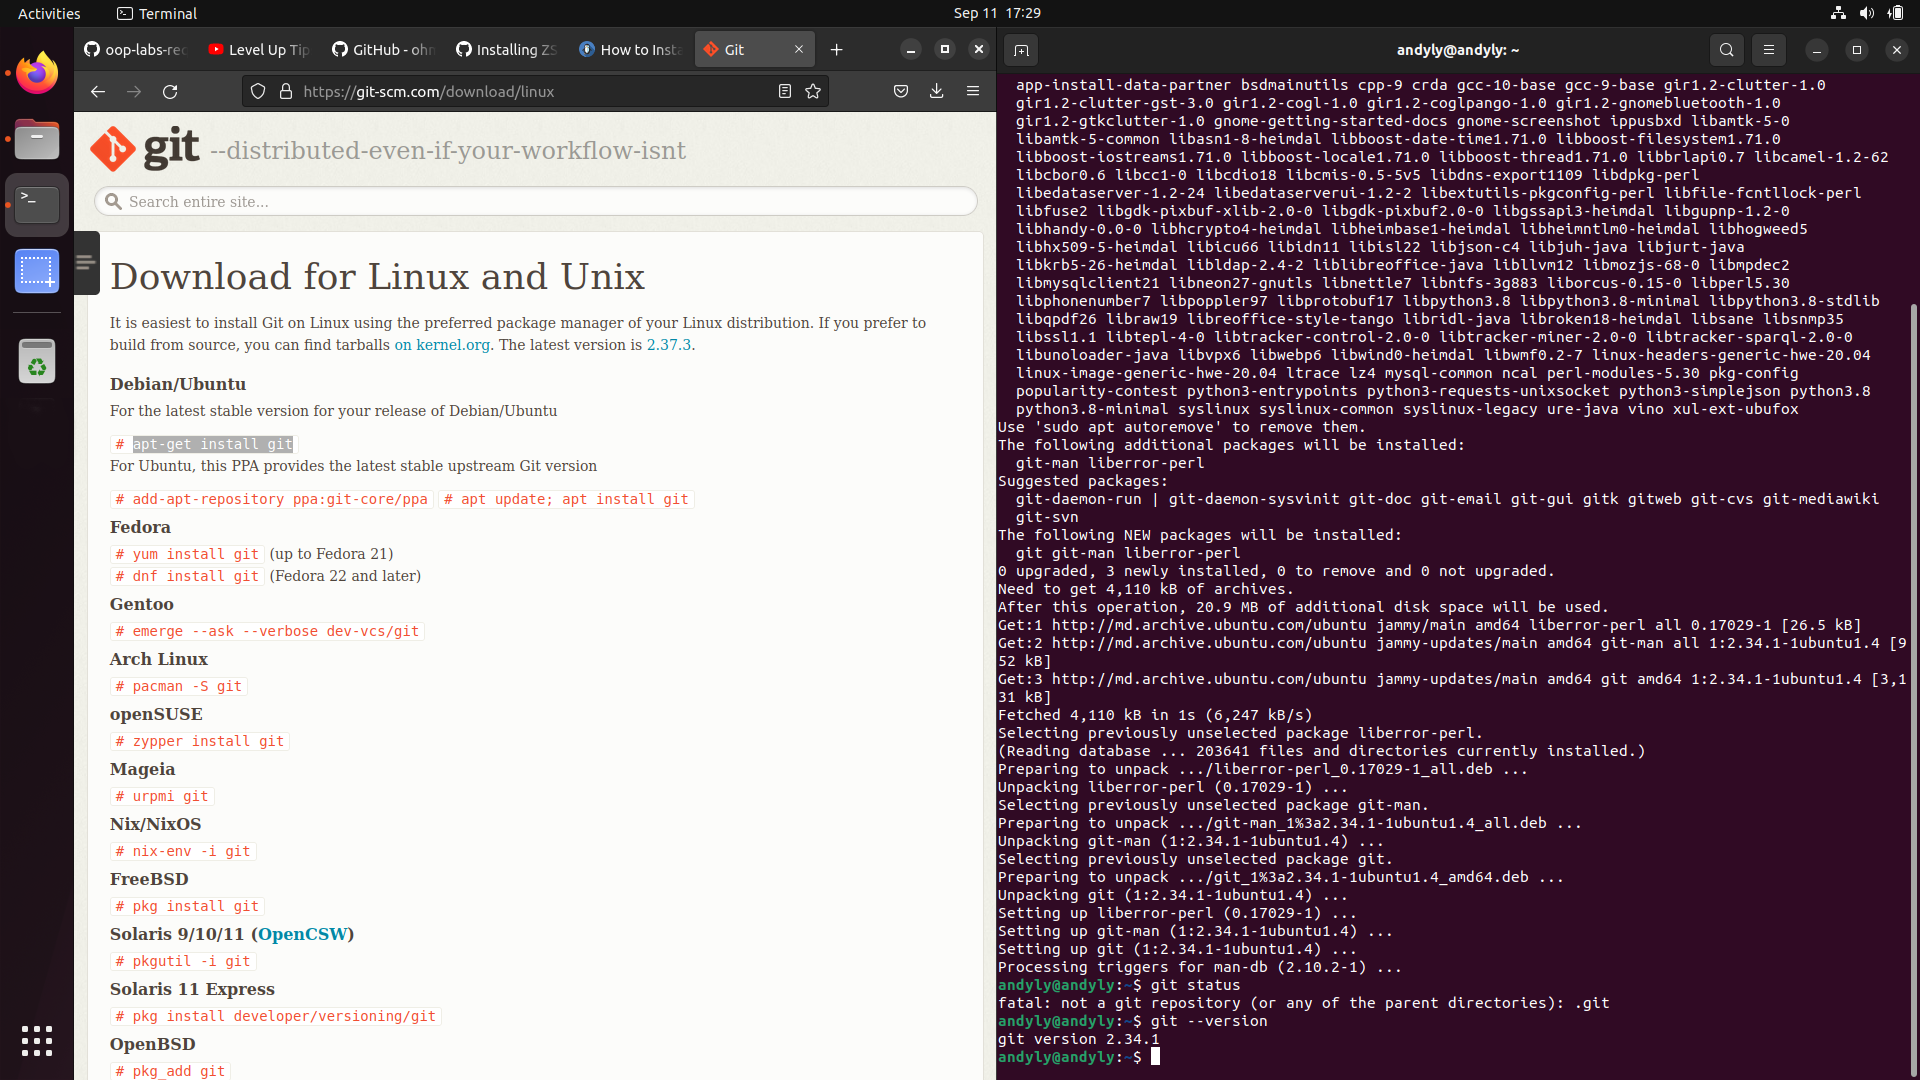 Activities
Terminal
Sep 11 17:29
oop-labs-rec
Level Up Tip
GitHub - ohm
Installing ZS
How to Insta
Git
https://git-scm.com/download/linux
git --distributed-even-if-your-workflow-isnt
Search entire site...
Download for Linux and Unix
It is easiest to install Git on Linux using the preferred package manager of your Linux distribution. If you prefer to
build from source, you can find tarballs on kernel.org. The latest version is 2.37.3.
Debian/Ubuntu
For the latest stable version for your release of Debian/Ubuntu
# apt-get install git
For Ubuntu, this PPA provides the latest stable upstream Git version
# add-apt-repository ppa:git-core/ppa # apt update; apt install git
Fedora
# yum install git (up to Fedora 21)
# dnf install git (Fedora 22 and later)
Gentoo
# emerge --ask --verbose dev-vcs/git
Arch Linux
# pacman -S git
openSUSE
# zypper install git
Mageia
# urpmi git
Nix/NixOS
# nix-env -i git
FreeBSD
# pkg install git
Solaris 9/10/11 (OpenCSW)
# pkgutil -i git
Solaris 11 Express
# pkg install developer/versioning/git
OpenBSD
# pkg_add git
andyly@andyly: ~
app-install-data-partner bsdmainutils cpp-9 crda gcc-10-base gcc-9-base gir1.2-clutter-1.0
gir1.2-clutter-gst-3.0 gir1.2-cogl-1.0 gir1.2-coglpango-1.0 gir1.2-gnomebluetooth-1.0
gir1.2-gtkclutter-1.0 gnome-getting-started-docs gnome-screenshot ippusbxd libamtk-5-0
libamtk-5-common libasn1-8-heimdal libboost-date-time1.71.0 libboost-filesystem1.71.0
libboost-iostreams1.71.0 libboost-locale1.71.0 libboost-thread1.71.0 libbrlapi0.7 libcamel-1.2-62
libcbor0.6 libcc1-0 libcdio18 libcmis-0.5-5v5 libdns-export1109 libdpkg-perl
libedataserver-1.2-24 libedataserverui-1.2-2 libextutils-pkgconfig-perl libfile-fcntllock-perl
libfuse2 libgdk-pixbuf-xlib-2.0-0 libgdk-pixbuf2.0-0 libgssapi3-heimdal libgupnp-1.2-0
libhandy-0.0-0 libhcrypto4-heimdal libheimbase1-heimdal libheimntlm0-heimdal libhogweed5
libhx509-5-heimdal libicu66 libidn11 libisl22 libjson-c4 libjuh-java libjurt-java
libkrb5-26-heimdal libldap-2.4-2 liblibreoffice-java libllvm12 libmozjs-68-0 libmpdec2
libmysqlclient21 libneon27-gnutls libnettle7 libntfs-3g883 liborcus-0.15-0 libperl5.30
libphonenumber7 libpoppler97 libprotobuf17 libpython3.8 libpython3.8-minimal libpython3.8-stdlib
libqpdf26 libraw19 libreoffice-style-tango libridl-java libroken18-heimdal libsane libsnmp35
libssl1.1 libtepl-4-0 libtracker-control-2.0-0 libtracker-miner-2.0-0 libtracker-sparql-2.0-0
libunoloader-java libvpx6 libwebp6 libwind0-heimdal libwmf0.2-7 linux-headers-generic-hwe-20.04
linux-image-generic-hwe-20.04 ltrace lz4 mysql-common ncal perl-modules-5.30 pkg-config
popularity-contest python3-entrypoints python3-requests-unixsocket python3-simplejson python3.8
python3.8-minimal syslinux syslinux-common syslinux-legacy ure-java vino xul-ext-ubufox
Use 'sudo apt autoremove' to remove them.
The following additional packages will be installed:
git-man liberror-perl
Suggested packages:
git-daemon-run | git-daemon-sysvinit git-doc git-email git-gui gitk gitweb git-cvs git-mediawiki
git-svn
The following NEW packages will be installed:
git git-man liberror-perl
0 upgraded, 3 newly installed, 0 to remove and 0 not upgraded.
Need to get 4,110 kB of archives.
After this operation, 20.9 MB of additional disk space will be used.
Get:1 http://md.archive.ubuntu.com/ubuntu jammy/main amd64 liberror-perl all 0.17029-1 [26.5 kB]
Get:2 http://md.archive.ubuntu.com/ubuntu jammy-updates/main amd64 git-man all 1:2.34.1-1ubuntu1.4 [9
52 kB]
Get:3 http://md.archive.ubuntu.com/ubuntu jammy-updates/main amd64 git amd64 1:2.34.1-1ubuntu1.4 [3,1
31 kB]
Fetched 4,110 kB in 1s (6,247 kB/s)
Selecting previously unselected package liberror-perl.
(Reading database ... 203641 files and directories currently installed.)
Preparing to unpack .../liberror-perl_0.17029-1_all.deb ...
Unpacking liberror-perl (0.17029-1) ...
Selecting previously unselected package git-man.
Preparing to unpack .../git-man_1%3a2.34.1-1ubuntu1.4_all.deb ...
Unpacking git-man (1:2.34.1-1ubuntu1.4) ...
Selecting previously unselected package git.
Preparing to unpack .../git_1%3a2.34.1-1ubuntu1.4_amd64.deb ...
Unpacking git (1:2.34.1-1ubuntu1.4) ...
Setting up liberror-perl (0.17029-1) ...
Setting up git-man (1:2.34.1-1ubuntu1.4) ...
Setting up git (1:2.34.1-1ubuntu1.4) ...
Processing triggers for man-db (2.10.2-1) ...
andyly@andyly:~$ git status
fatal: not a git repository (or any of the parent directories): .git
andyly@andyly:~$ git --version
git version 2.34.1
andyly@andyly:~$